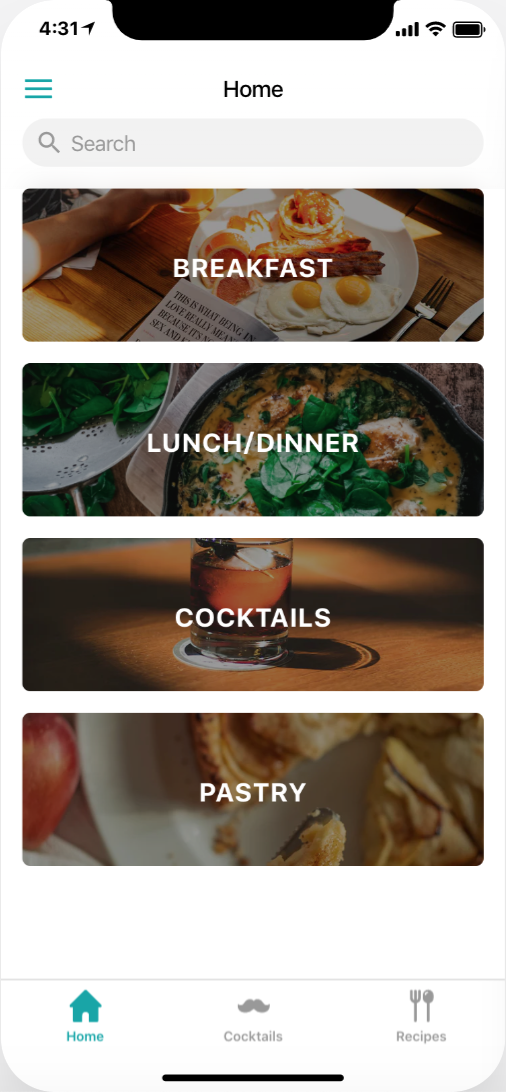 4:31
Home
Search
BREAKFAST
THIS IS WHAT BEING IN
LOVE REALLY MEANS
BECAUSE IT'S
SEX AND
LUNCH/DINNER
COCKTAILS
PASTRY
Home
Cocktails
Recipes